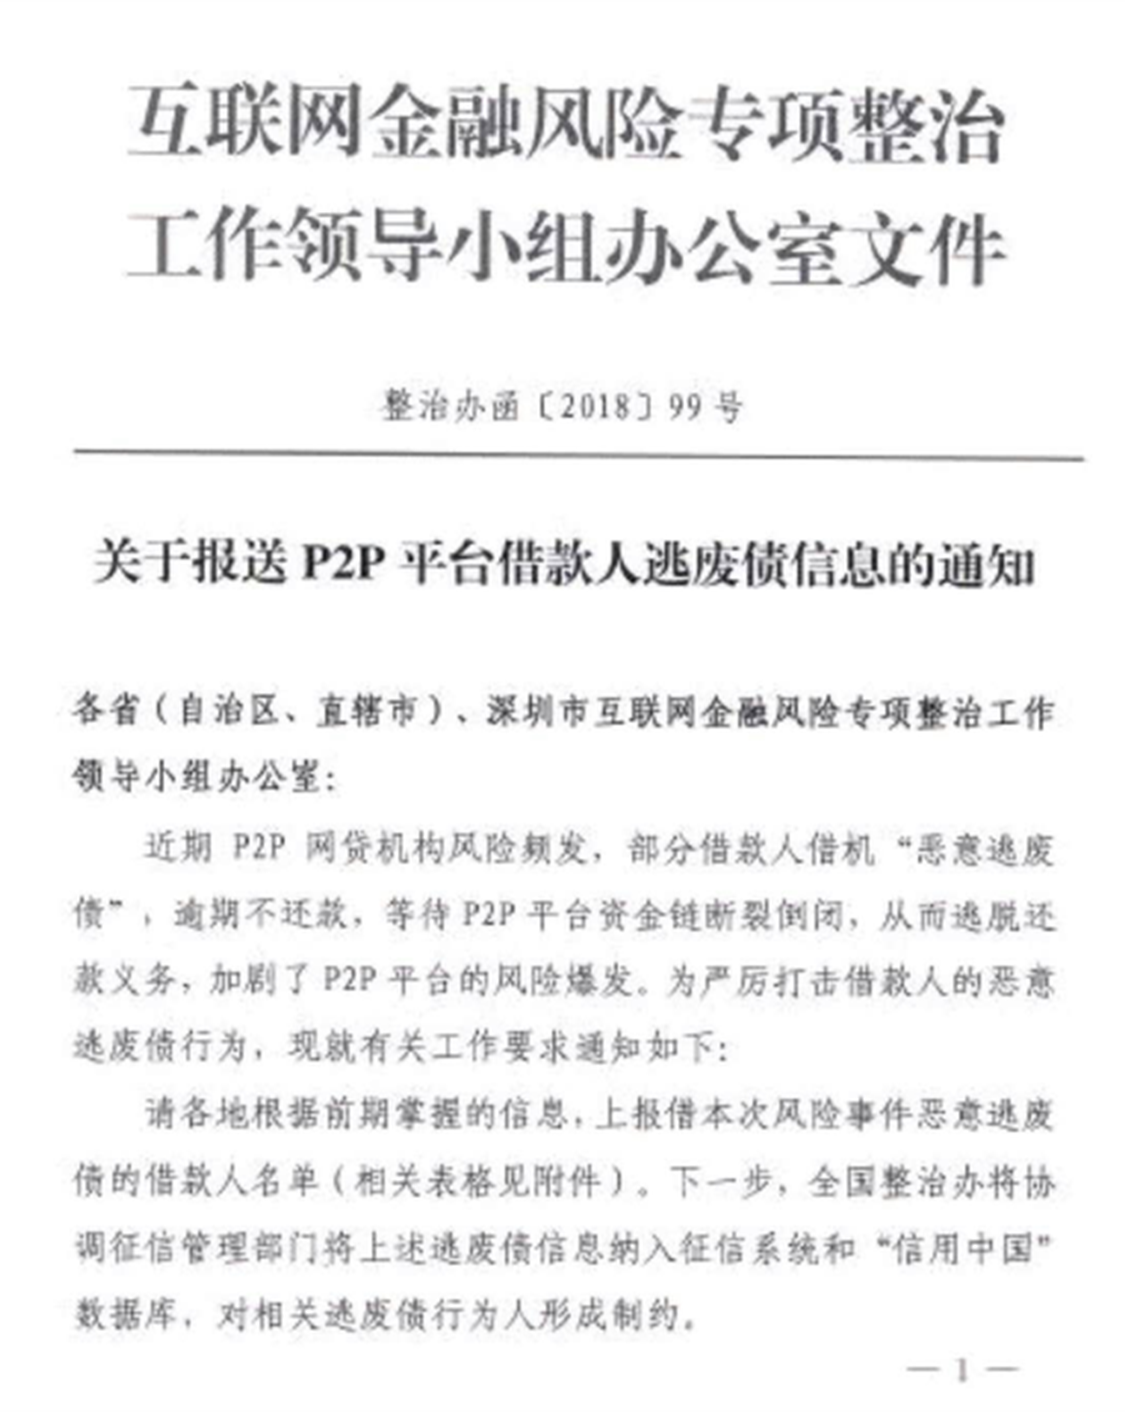 互联网金融风险专项整治
工作领导小组办公室文件
整治办函〔2018〕99号
关于报送 P2P 平台借款人逃废债信息的通知
各省（自治区、直辖市）、深圳市互联网金融风险专项整治工作
领导小组办公室：
近期 P2P 网贷机构风险频发，部分借款人借机“恶意逃废
债”，逾期不还款，等待 P2P 平台资金链断裂倒闭，从而逃脱还
款义务，加剧了 P2P 平台的风险爆发。为严厉打击借款人的恶意
逃废债行为，现就有关工作要求通知如下：
请各地根据前期掌握的信息，上报借本次风险事件恶意逃废
债的借款人名单（相关表格见附件）。下一步，全国整治办将协
调征信管理部门将上述逃废债信息纳入征信系统和“信用中国”
数据库，对相关逃废债行为人形成制约。
— 1 —